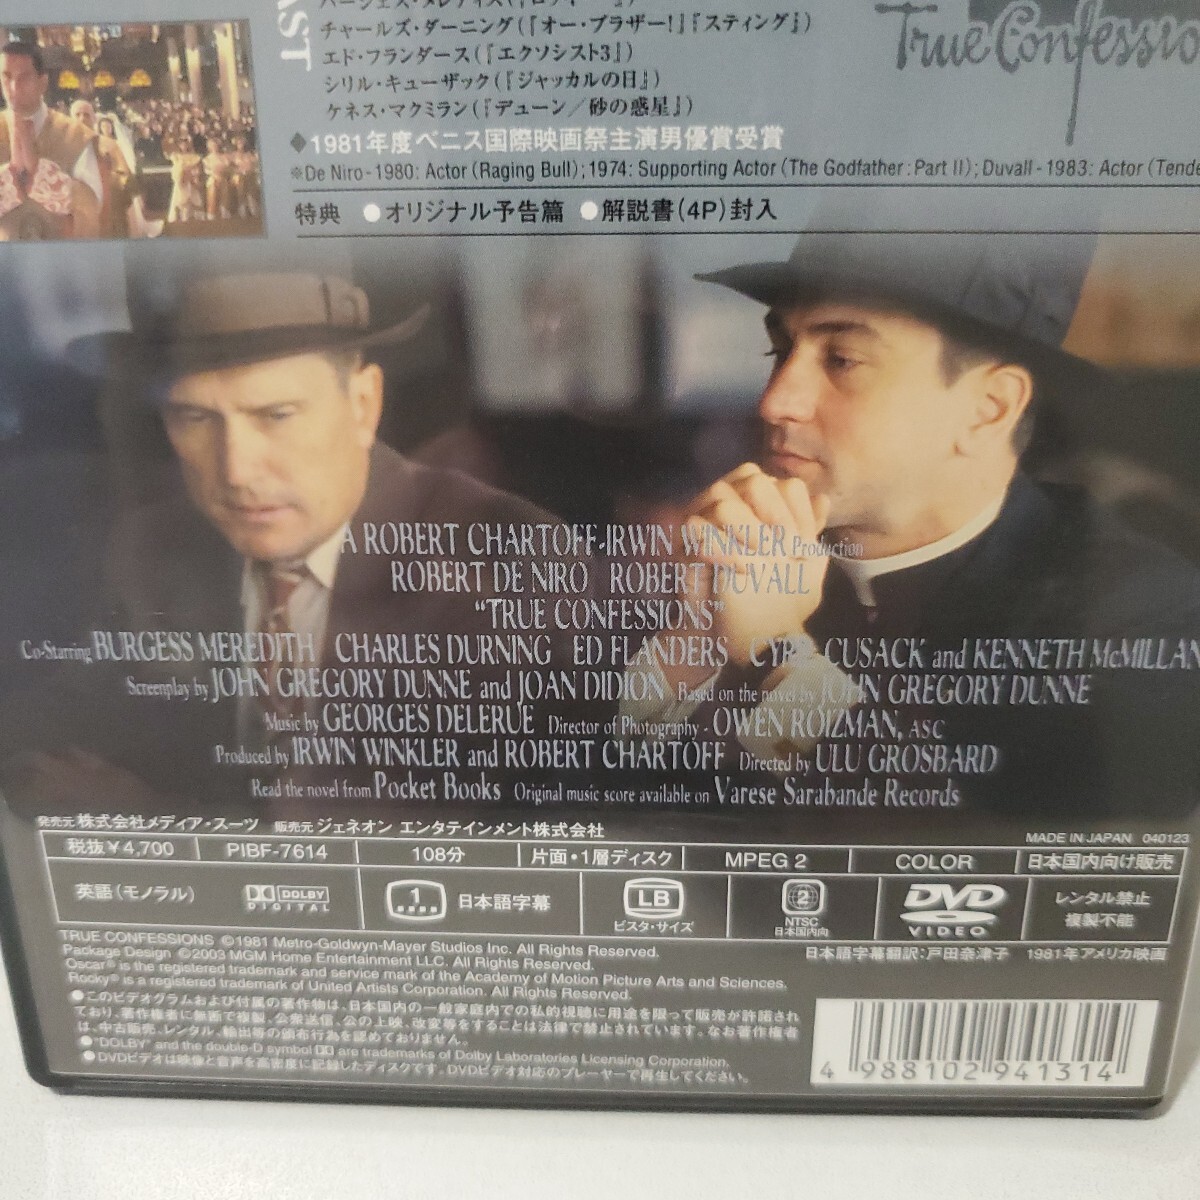 CAST
True Confessio
チャールズ・ダーニング(『オー・ブラザー!』『スティング』)
エド・フランダース(『エクソシスト3』)
シリル・キューザック(『ジャッカルの日』)
ケネス・マクミラン(『デューン/砂の惑星』)
◆1981年度ベニス国際映画祭主演男優賞受賞
※De Niro-1980: Actor (Raging Bull); 1974: Supporting Actor (The Godfather: Part II); Duvall-1983: Actor (Tende
特典 ●オリジナル予告篇 ●解説書(4P)封入
A ROBERT CHARTOFF-IRWIN WINKLER Production
ROBERT DE NIRO ROBERT DUVALL
“TRUE CONFESSIONS”
Co-Starring BURGESS MEREDITH CHARLES DURNING ED FLANDERS CYRIL CUSACK and KENNETH McMILLAN
Screenplay by JOHN GREGORY DUNNE and JOAN DIDION Based on the novel by JOHN GREGORY DUNNE
Music by GEORGES DELERUE Director of Photography - OWEN ROIZMAN, ASC
Produced by IRWIN WINKLER and ROBERT CHARTOFF Directed by ULU GROSBARD
Read the novel from Pocket Books Original music score available on Varese Sarabande Records
発売元 株式会社メディア・スーツ 販売元 ジェネオン エンタテインメント株式会社
MADE IN JAPAN 040123
税抜¥4,700 PIBF-7614 108分 片面・1層ディスク MPEG 2 COLOR 日本国内向け販売
英語(モノラル) DOLBY DIGITAL 1 日本語字幕 LB ビスタ・サイズ 2 NTSC 日本国内向 DVD VIDEO レンタル禁止 複製不能
TRUE CONFESSIONS ©1981 Metro-Goldwyn-Mayer Studios Inc. All Rights Reserved.
Package Design ©2003 MGM Home Entertainment LLC. All Rights Reserved.
Oscar® is the registered trademark and service mark of the Academy of Motion Picture Arts and Sciences.
Rocky® is a registered trademark of United Artists Corporation. All Rights Reserved.
日本語字幕翻訳:戸田奈津子 1981年アメリカ映画
●このビデオグラムおよび付属の著作物は、日本国内の一般家庭内での私的視聴に用途を限って販売が許諾され
ており、著作権者に無断で複製、公衆送信、公の上映、改変等をすることは法律で禁止されています。なお著作権者
は、中古販売、レンタル、輸出等の頒布行為を認めておりません。
●"DOLBY" and the double-D symbol are trademarks of Dolby Laboratories Licensing Corporation.
●DVDビデオは映像と音声を高密度に記録したディスクです。DVDビデオ対応のプレーヤーで再生してください。
4 988102 941314